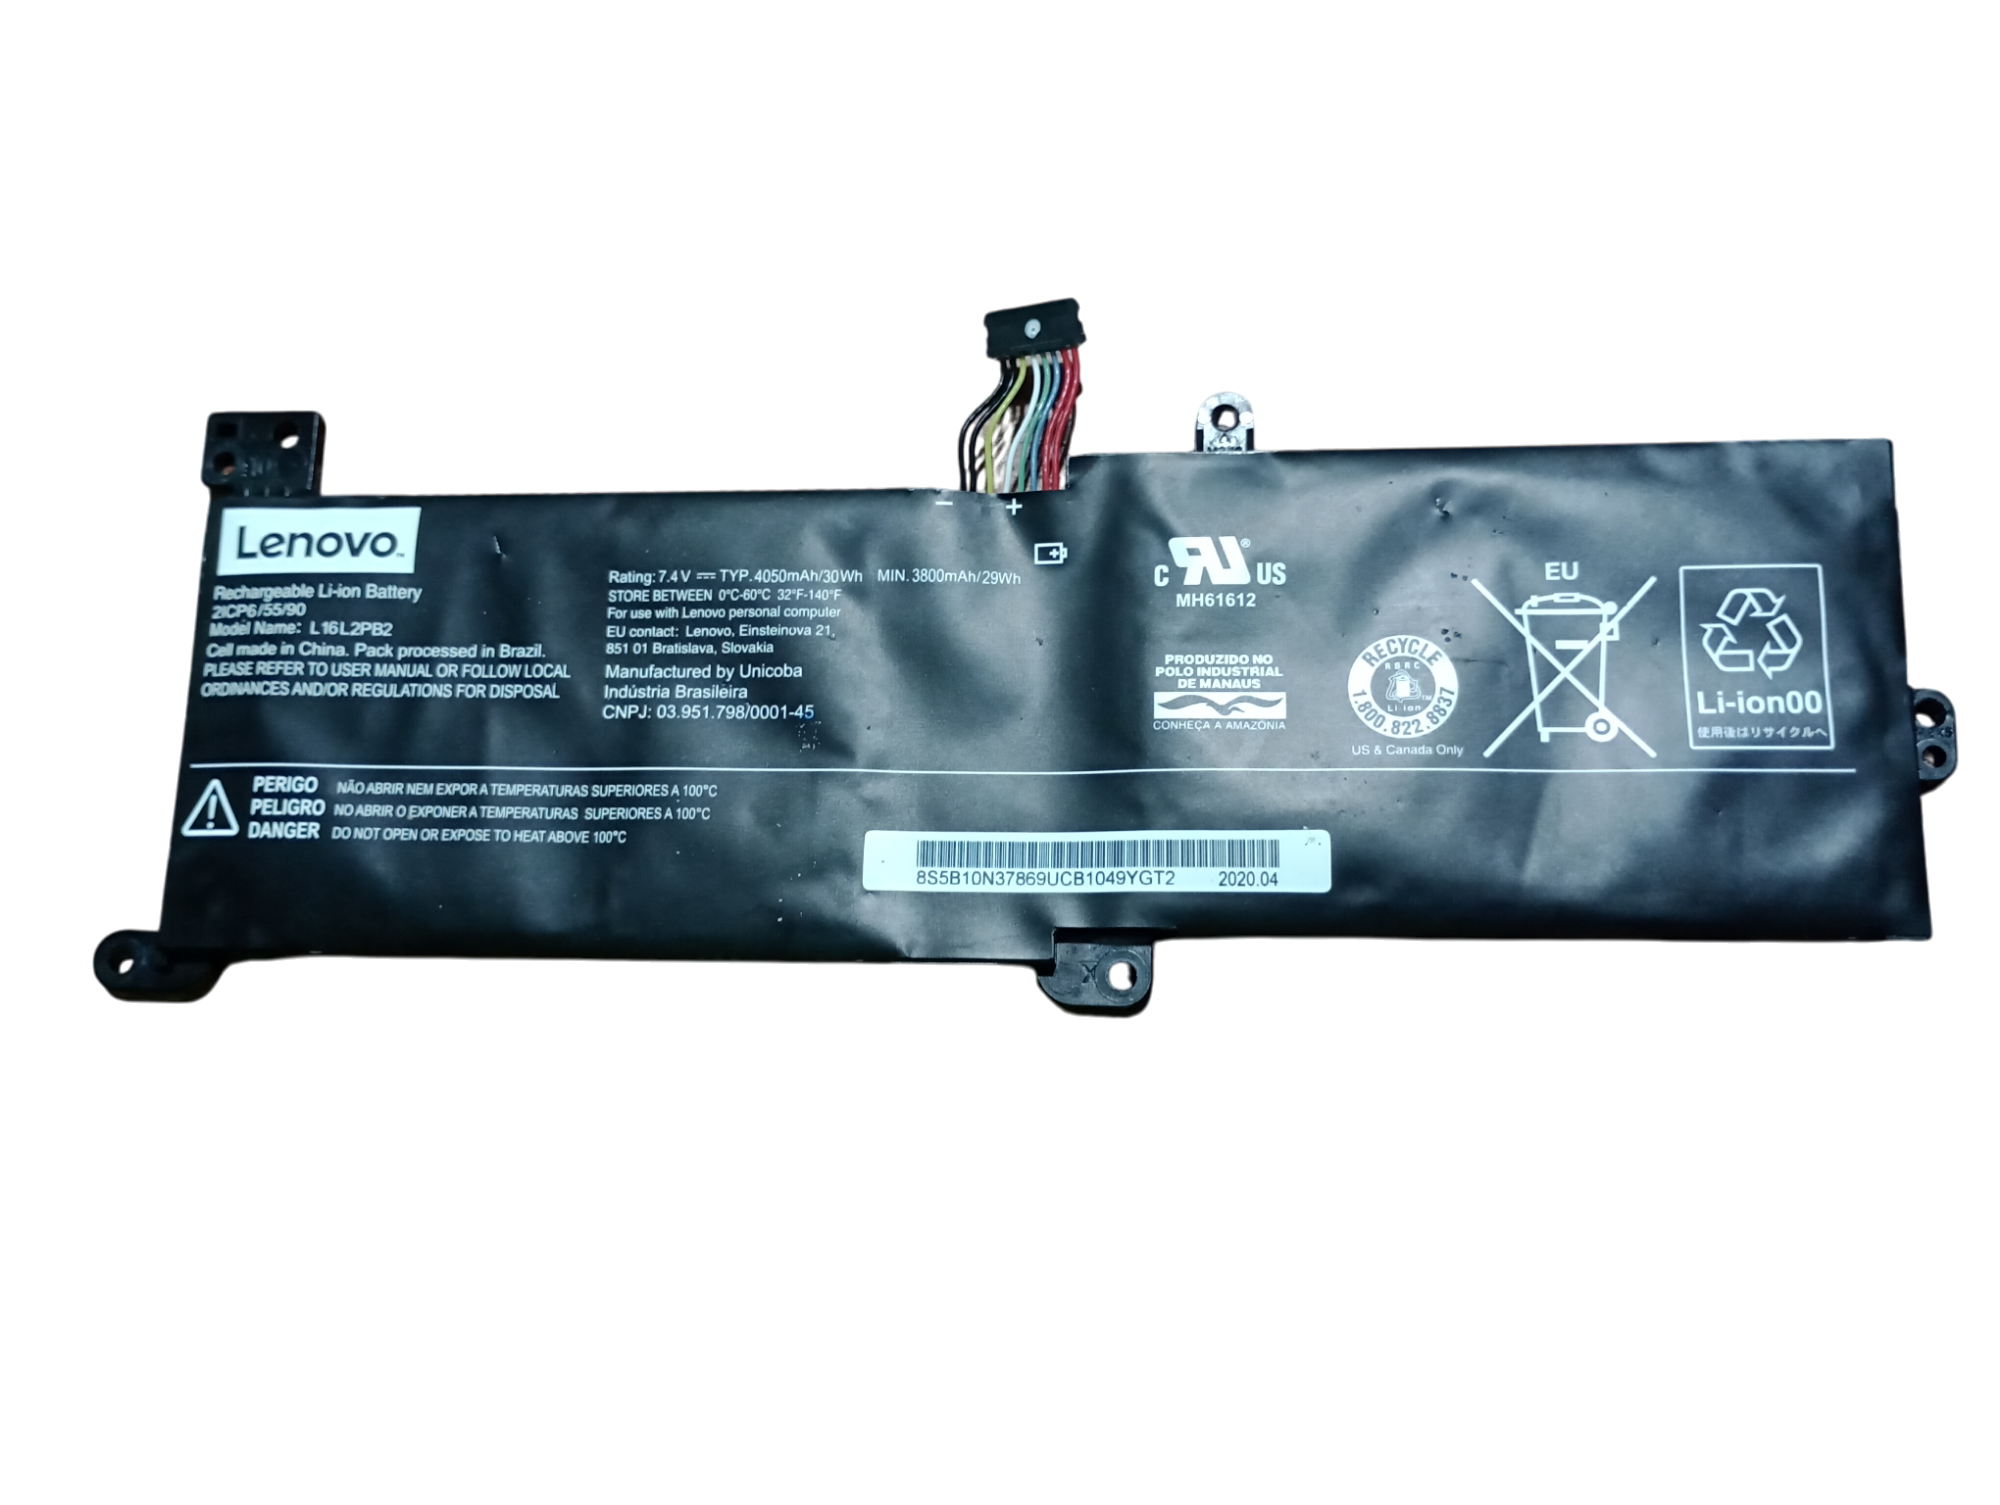 Lenovo™
Rechargeable Li-ion Battery
2ICP6/55/90
Model Name: L16L2PB2
Cell made in China. Pack processed in Brazil.
PLEASE REFER TO USER MANUAL OR FOLLOW LOCAL
ORDINANCES AND/OR REGULATIONS FOR DISPOSAL
Rating: 7.4V ⎓ TYP. 4050mAh/30Wh MIN. 3800mAh/29Wh
STORE BETWEEN 0°C-60°C 32°F-140°F
For use with Lenovo personal computer
EU contact: Lenovo, Einsteinova 21,
851 01 Bratislava, Slovakia
Manufactured by Unicoba
Indústria Brasileira
CNPJ: 03.951.798/0001-45
− +
C RU® US
MH61612
PRODUZIDO NO
POLO INDUSTRIAL
DE MANAUS
CONHEÇA A AMAZÔNIA
RECYCLE
RBRC
Li ion
1.800.822.8837
US & Canada Only
EU
Li-ion00
使用後はリサイクルへ
PERIGO NÃO ABRIR NEM EXPOR A TEMPERATURAS SUPERIORES A 100°C
PELIGRO NO ABRIR O EXPONER A TEMPERATURAS SUPERIORES A 100°C
DANGER DO NOT OPEN OR EXPOSE TO HEAT ABOVE 100°C
8S5B10N37869UCB1049YGT2 2020.04